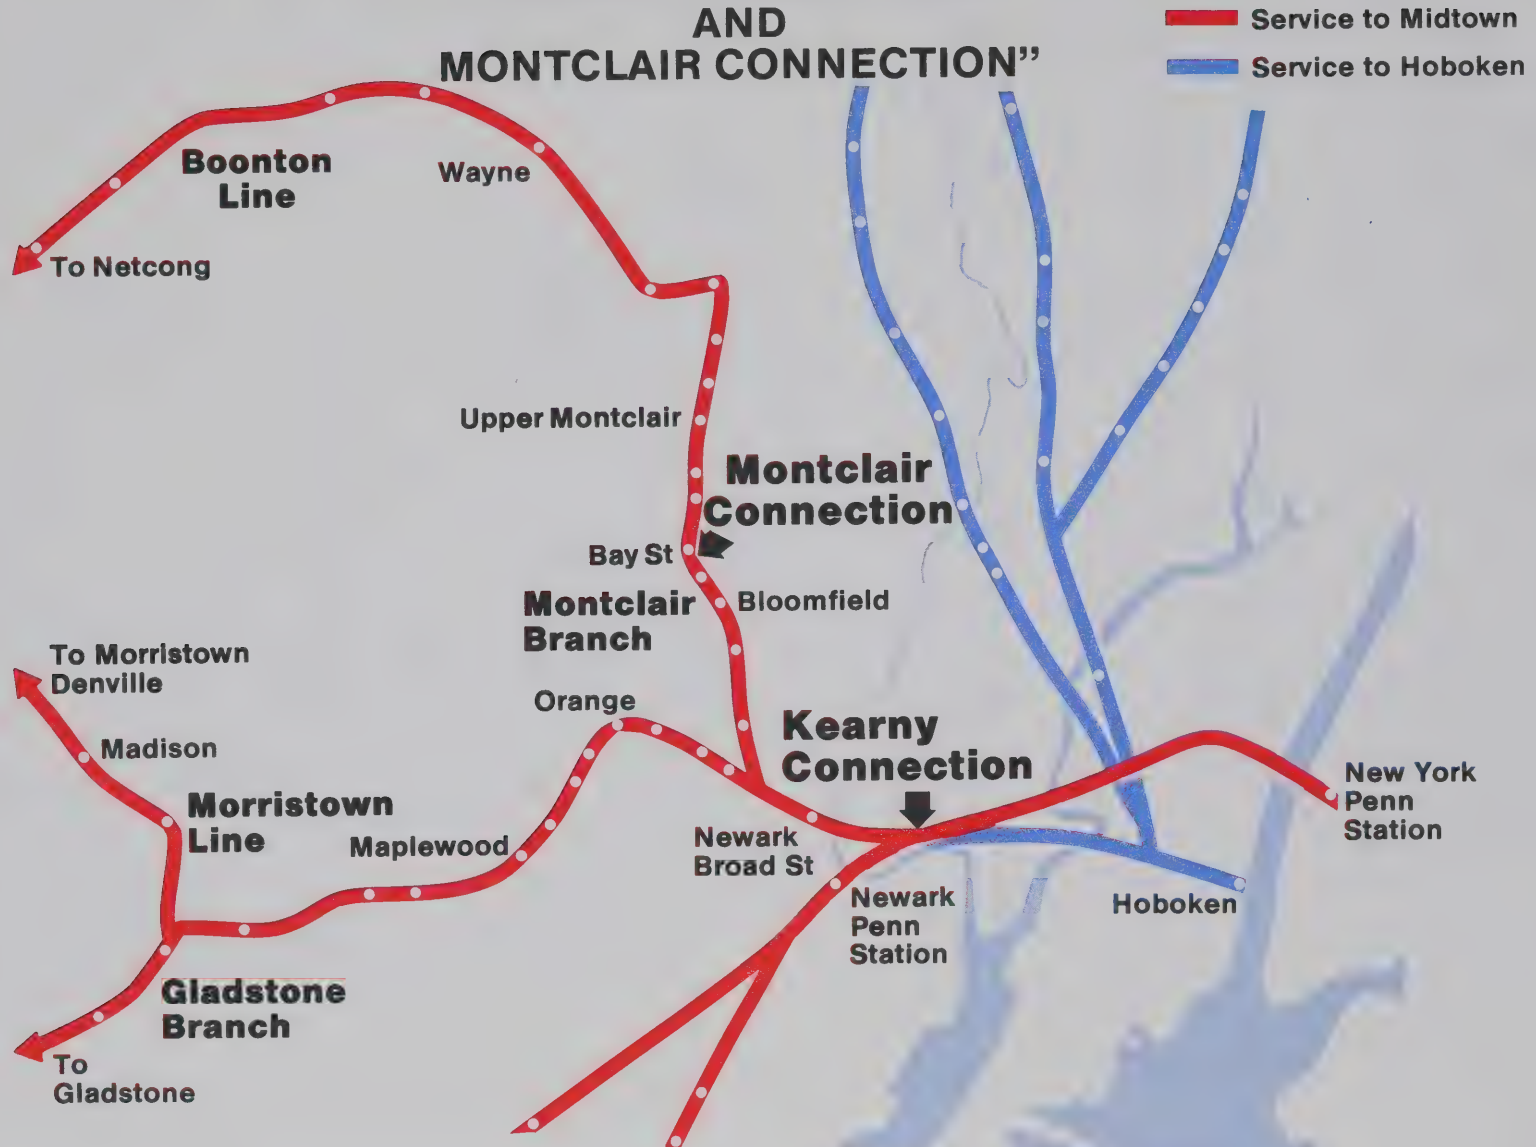 AND
MONTCLAIR CONNECTION”
Service to Midtown
Service to Hoboken
Boonton
Line
Wayne
To Netcong
Upper Montclair
Montclair
Connection
Bay St
Montclair
Branch
Bloomfield
To Morristown
Denville
Orange
Madison
Kearny
Connection
Morristown
Line
Maplewood
Newark
Broad St
New York
Penn
Station
Newark
Penn
Station
Hoboken
Gladstone
Branch
To
Gladstone